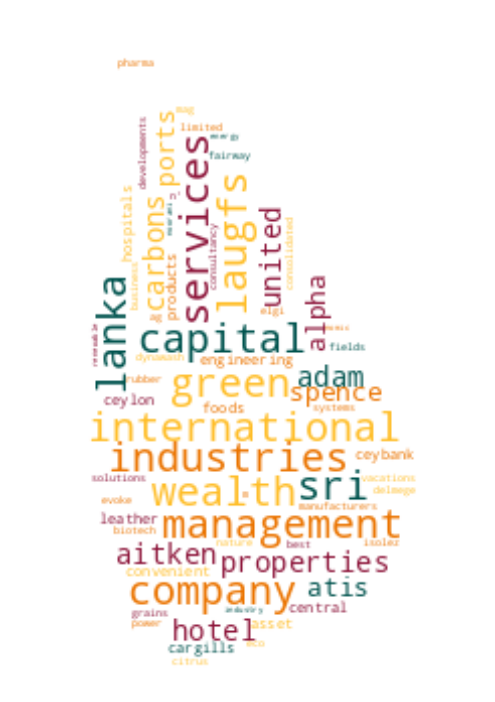 pharma
mag
limited
energy
developments
ports
services
fairway
laugfs
hospitals
carbons
united
consultancy
consolidated
business
products
ag
elgi
lanka
alpha
renewable
capital
fields
dynawash
engineering
green
adam
rubber
spence
ceylon
foods
systems
international
industries
ceybank
solutions
wealth
sri
vacations
delmege
evoke
manufacturers
leather
management
biotech
nature
best
isolez
aitken
properties
convenient
company
atis
grains
industry
central
power
hotel
asset
eco
cargills
citrus